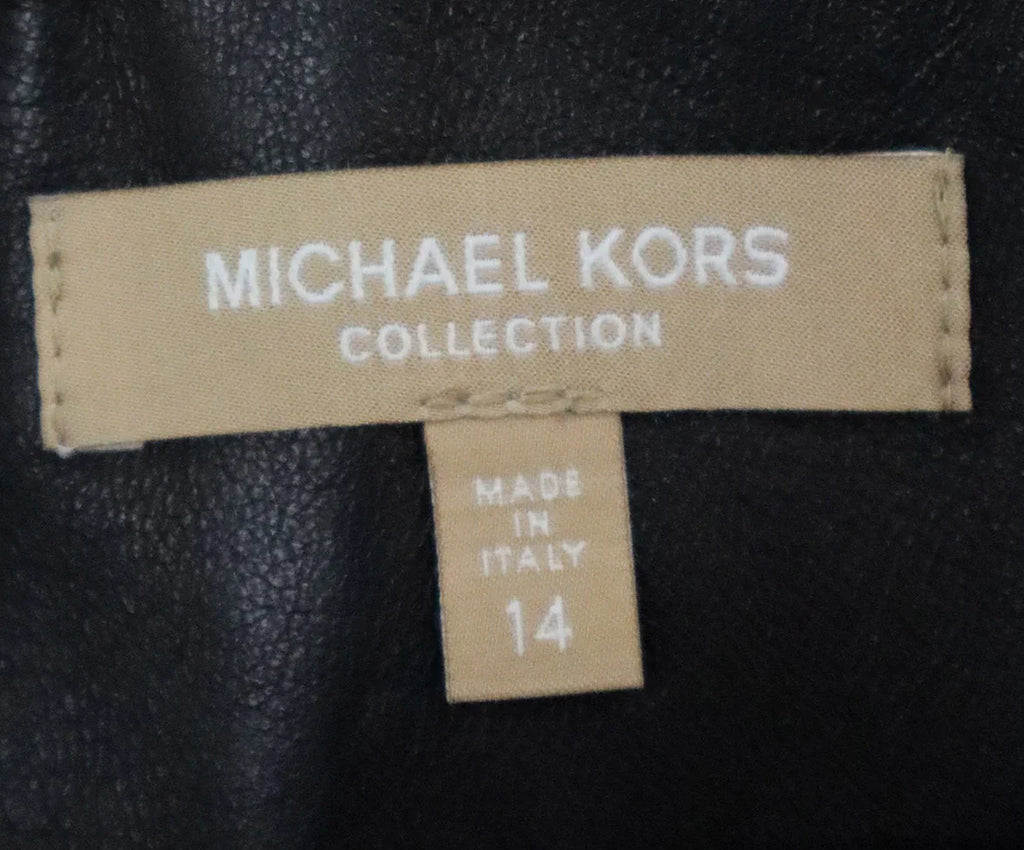 MICHAEL KORS
COLLECTION
MADE
IN
ITALY
14